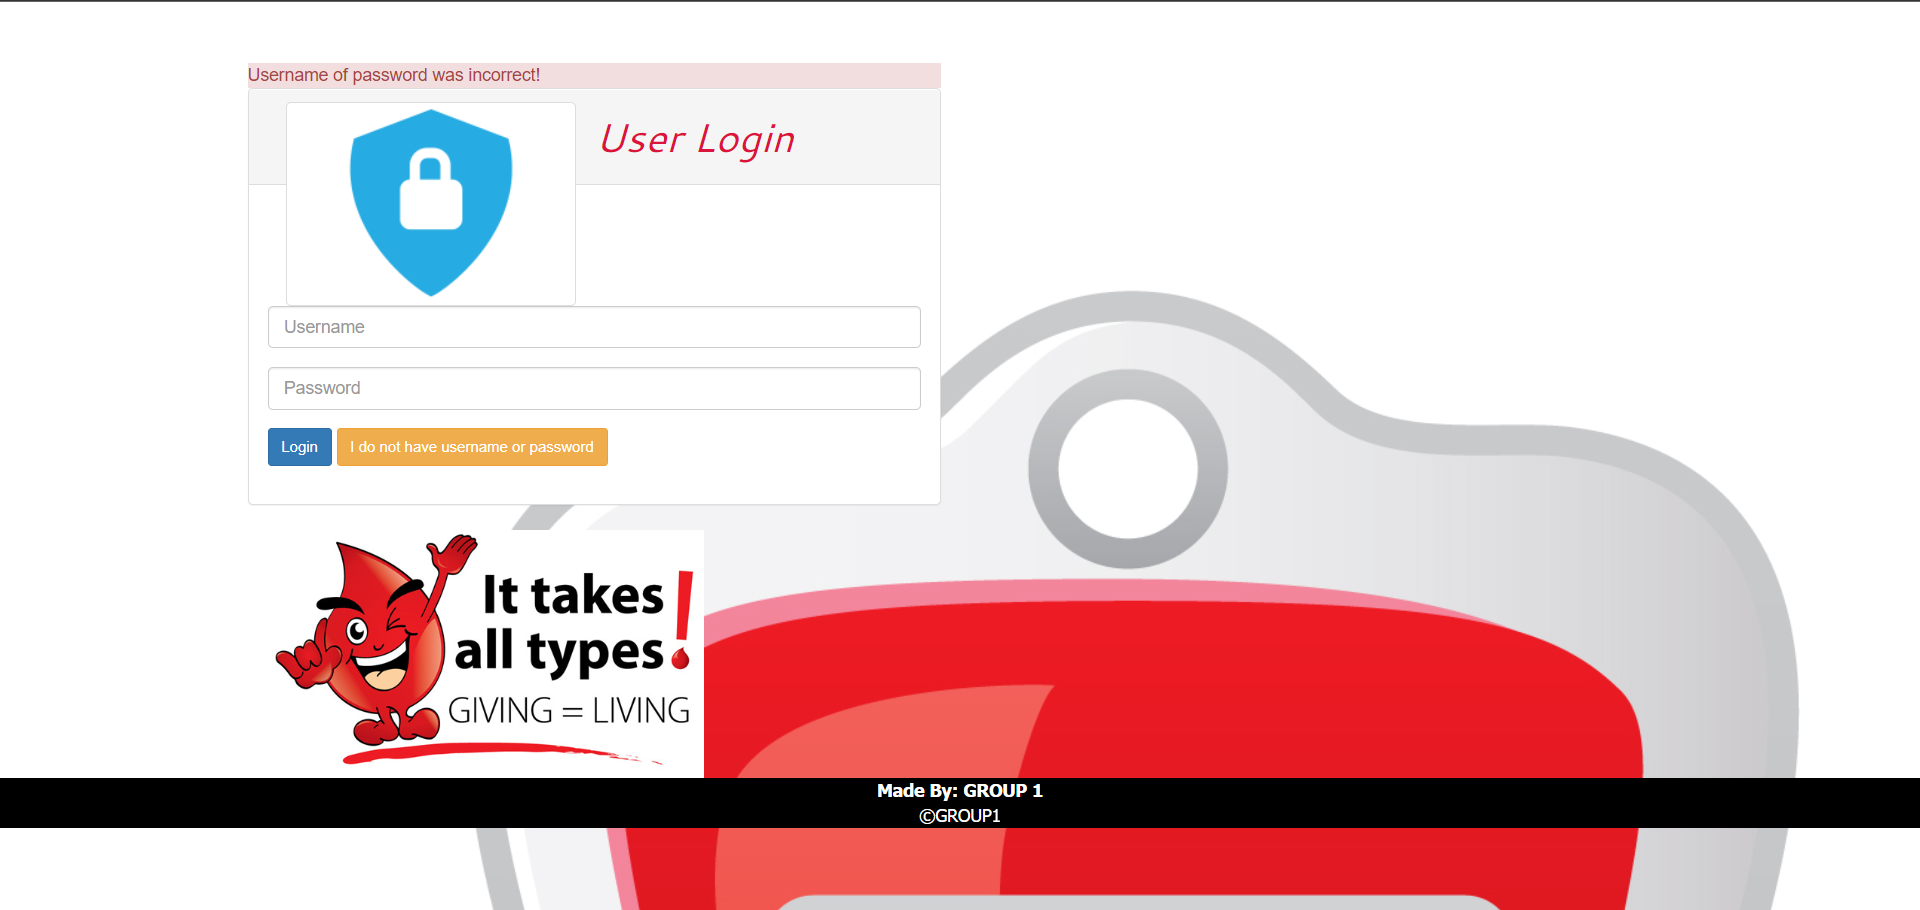 Username of password was incorrect!
User Login
Username
Password
Login
I do not have username or password
It takes
all types!
GIVING = LIVING
Made By: GROUP 1
©GROUP1